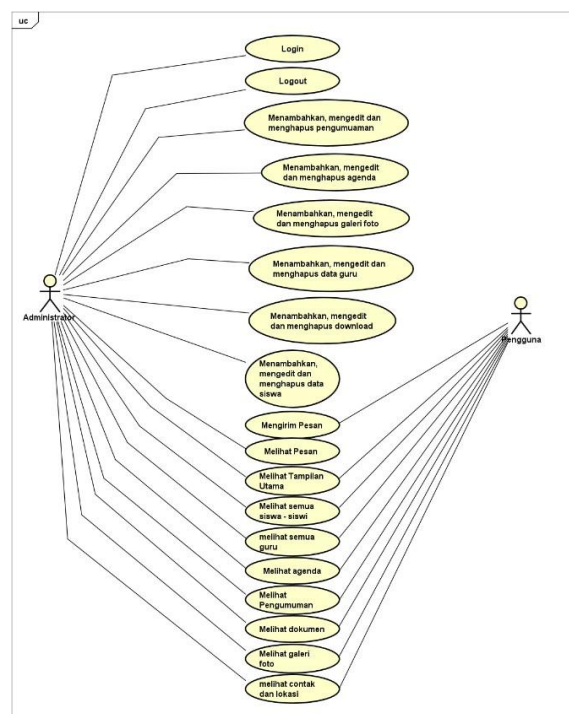 uc
Login
Logout
Menambahkan, mengedit dan
menghapus pengumuaman
Menambahkan, mengedit
dan menghapus agenda
Menambahkan, mengedit
dan menghapus galeri foto
Menambahkan, mengedit dan
menghapus data guru
Menambahkan, mengedit
dan menghapus download
Administrator
Pengguna
Menambahkan,
mengedit dan
menghapus data
siswa
Mengirim Pesan
Melihat Pesan
Melihat Tampilan
Utama
Melihat semua
siswa - siswi
melihat semua
guru
Melihat agenda
Melihat
Pengumuman
Melihat dokumen
Melihat galeri
foto
melihat contak
dan lokasi